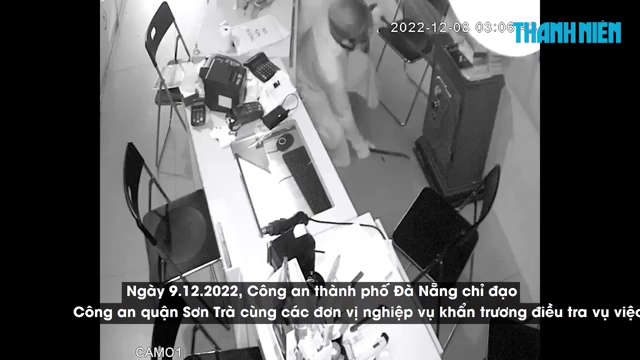 2022-12-08 03:06
THANH NIÊN
Ngày 9.12.2022, Công an thành phố Đà Nẵng chỉ đạo
Công an quận Sơn Trà cùng các đơn vị nghiệp vụ khẩn trương điều tra vụ việc
CAM01